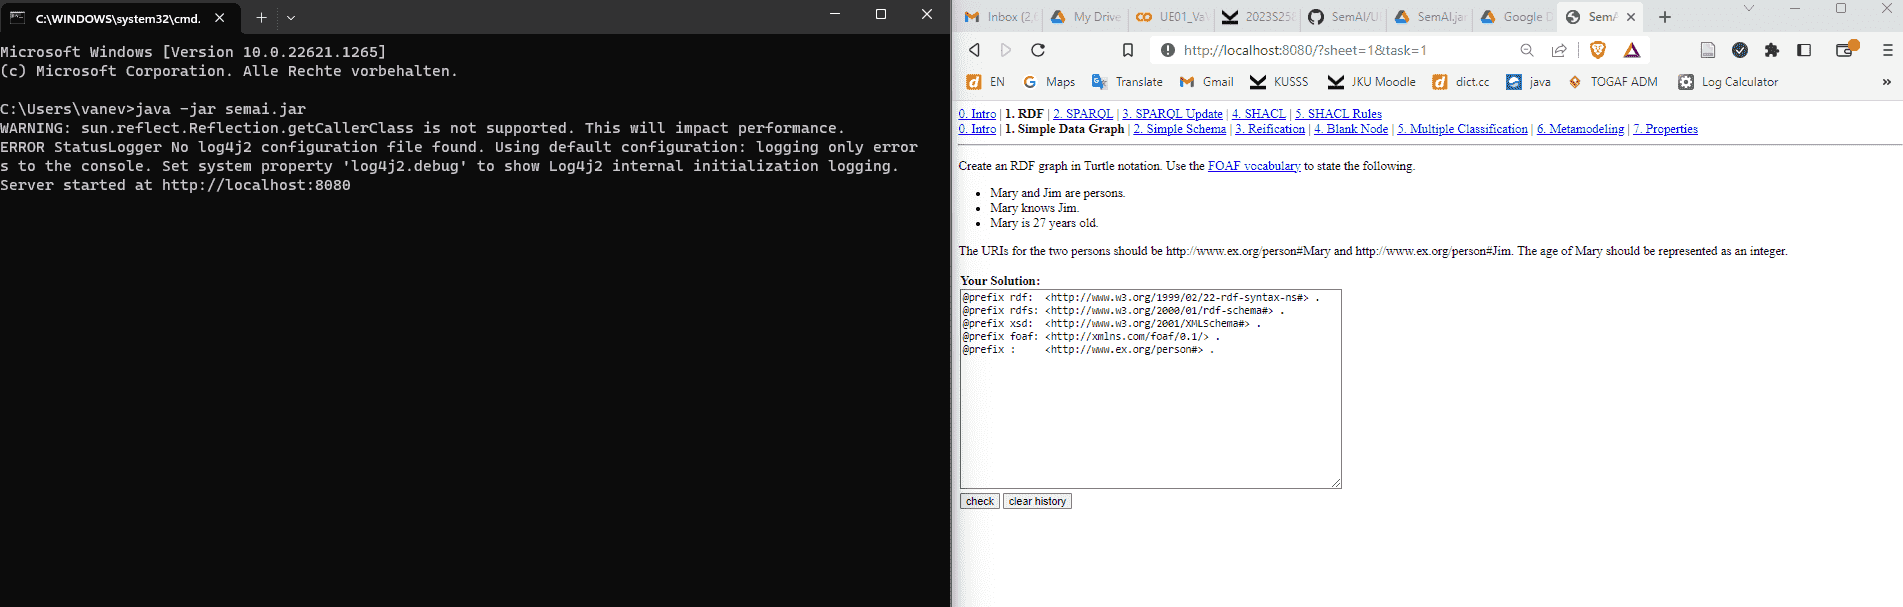 C:\WINDOWS\system32\cmd.
Microsoft Windows [Version 10.0.22621.1265]
(c) Microsoft Corporation. Alle Rechte vorbehalten.
C:\Users\vanev>java -jar semai.jar
WARNING: sun.reflect.Reflection.getCallerClass is not supported. This will impact performance.
ERROR StatusLogger No log4j2 configuration file found. Using default configuration: logging only error
s to the console. Set system property 'log4j2.debug' to show Log4j2 internal initialization logging.
Server started at http://localhost:8080
Inbox (2, My Drive UE01_Va 2023S258 SemAI/U SemAI.ja Google D SemA
http://localhost:8080/?sheet=1&task=1
EN Maps Translate Gmail KUSSS JKU Moodle dict.cc java TOGAF ADM Log Calculator »
0. Intro | 1. RDF | 2. SPARQL | 3. SPARQL Update | 4. SHACL | 5. SHACL Rules
0. Intro | 1. Simple Data Graph | 2. Simple Schema | 3. Reification | 4. Blank Node | 5. Multiple Classification | 6. Metamodeling | 7. Properties
Create an RDF graph in Turtle notation. Use the FOAF vocabulary to state the following.
• Mary and Jim are persons.
• Mary knows Jim.
• Mary is 27 years old.
The URIs for the two persons should be http://www.ex.org/person#Mary and http://www.ex.org/person#Jim. The age of Mary should be represented as an integer.
Your Solution:
@prefix rdf: <http://www.w3.org/1999/02/22-rdf-syntax-ns#> .
@prefix rdfs: <http://www.w3.org/2000/01/rdf-schema#> .
@prefix xsd: <http://www.w3.org/2001/XMLSchema#> .
@prefix foaf: <http://xmlns.com/foaf/0.1/> .
@prefix : <http://www.ex.org/person#> .
check clear history